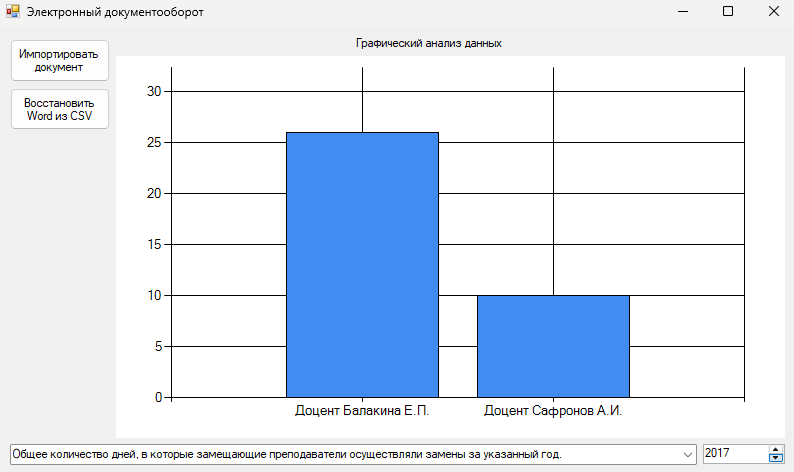 Электронный документооборот
Импортировать
документ
Восстановить
Word из CSV
Графический анализ данных
30
25
20
15
10
5
0
Доцент Балакина Е.П.
Доцент Сафронов А.И.
Общее количество дней, в которые замещающие преподаватели осуществляли замены за указанный год.
2017